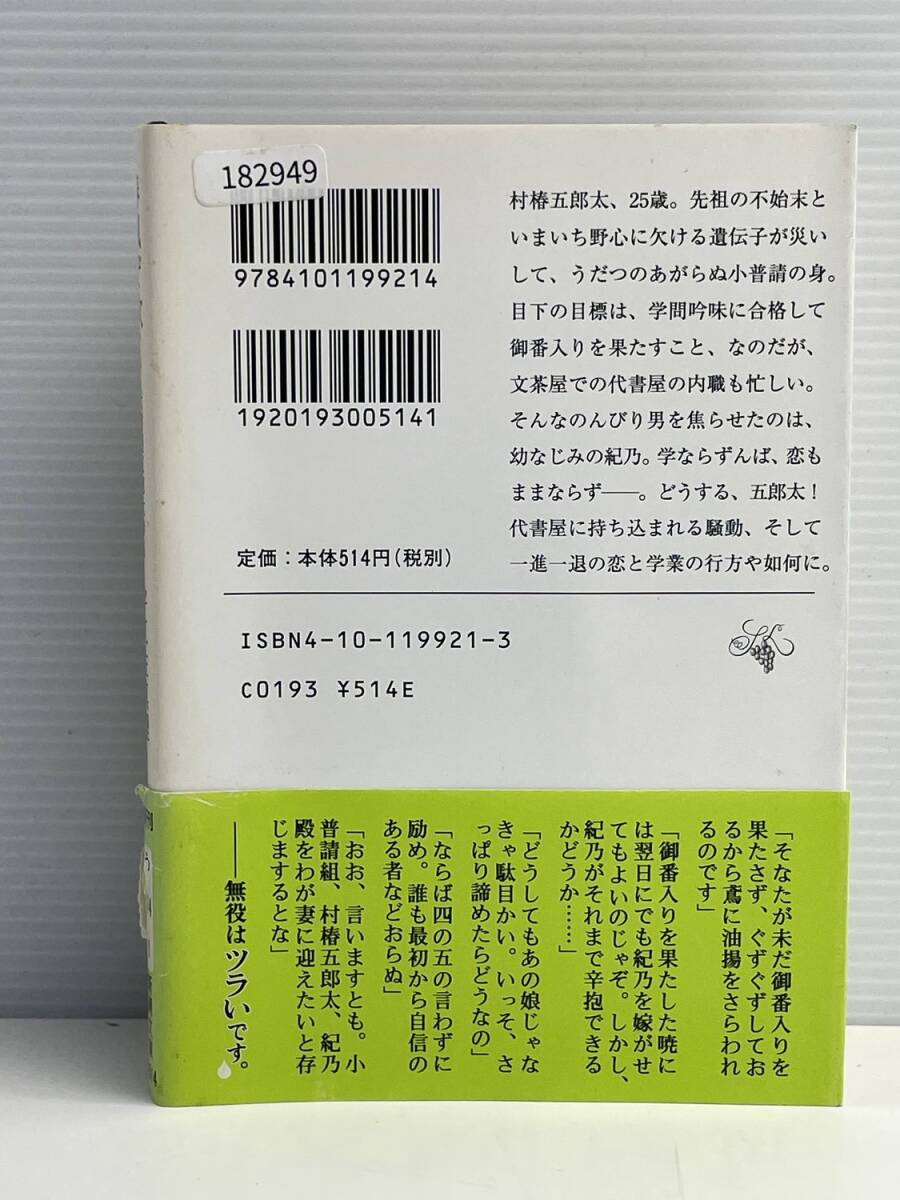 182949
9784101199214
1920193005141
定価：本体514円（税別）
村椿五郎太、25歳。先祖の不始末と
いまいち野心に欠ける遺伝子が災い
して、うだつのあがらぬ小普請の身。
目下の目標は、学問吟味に合格して
御番入りを果たすこと、なのだが、
文茶屋での代書屋の内職も忙しい。
そんなのんびり男を焦らせたのは、
幼なじみの紀乃。学ならずんば、恋も
ままならず――。どうする、五郎太！
代書屋に持ち込まれる騒動、そして
一進一退の恋と学業の行方や如何に。
ISBN4-10-119921-3
C0193 ¥514E
「そなたが未だ御番入りを
果たさず、ぐずぐずしてお
るから鳶に油揚をさらわれ
るのです」
「御番入りを果たした暁に
は翌日にでも紀乃を嫁がせ
てもよいのじゃぞ。しかし、
紀乃がそれまで辛抱できる
かどうか……」
「どうしてもあの娘じゃな
きゃ駄目かい。いっそ、さ
っぱり諦めたらどうなの」
「ならば四の五の言わずに
励め。誰も最初から自信の
ある者などおらぬ」
「おお、言いますとも。小
普請組、村椿五郎太、紀乃
殿をわが妻に迎えたいと存
じまするとな」
――無役はツラいです。